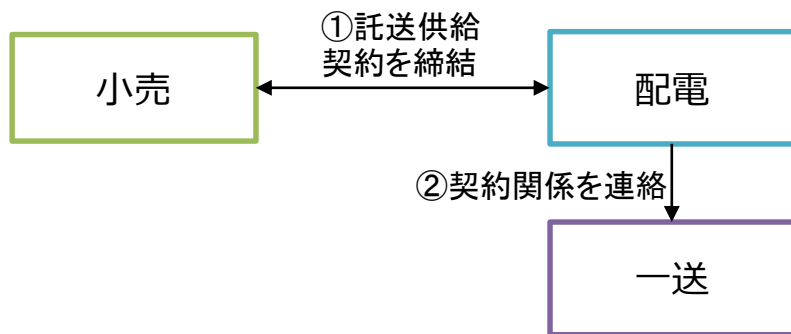 ①託送供給
契約を締結
小売
配電
②契約関係を連絡
一送